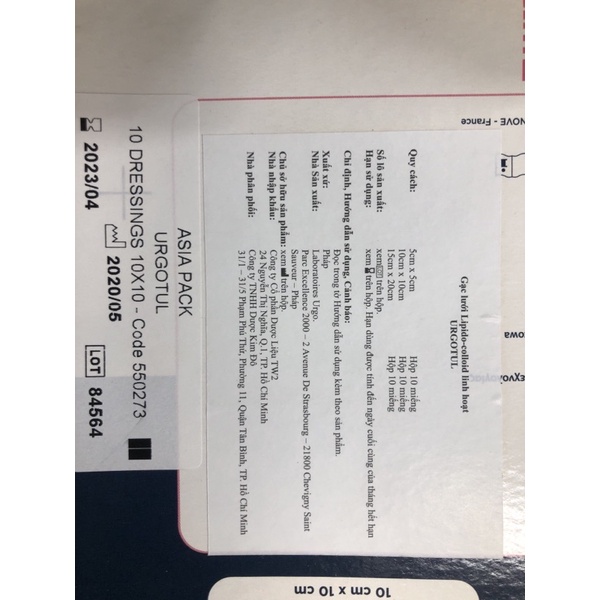 Gạc lưới Lipido-colloid linh hoạt
URGOTUL
Quy cách: 5cm x 5cm Hộp 10 miếng
10cm x 10cm Hộp 10 miếng
15cm x 20cm Hộp 10 miếng
Số lô sản xuất: xem LOT trên hộp.
Hạn sử dụng: xem trên hộp. Hạn dùng được tính đến ngày cuối cùng của tháng hết hạn
Chỉ định, Hướng dẫn sử dụng, Cảnh báo:
Đọc trong tờ Hướng dẫn sử dụng kèm theo sản phẩm.
Xuất xứ: Pháp
Nhà Sản xuất: Laboratoires Urgo.
Parc Excellence 2000 – 2 Avenue De Strasbourg – 21800 Chevigny Saint
Sauveur - Pháp
Chủ sở hữu sản phẩm: xem trên hộp.
Nhà nhập khẩu: Công ty Cổ phần Dược Liệu TW2
24 Nguyễn Thị Nghĩa, Q.1, TP. Hồ Chí Minh
Nhà phân phối: Công ty TNHH Dược Kim Đô
31/1 – 31/5 Phạm Phú Thứ, Phường 11, Quận Tân Bình, TP. Hồ Chí Minh
ASIA PACK
URGOTUL
10 DRESSINGS 10X10 - Code 550273
2023/04 2020/05 LOT 84564
NOVE - France
10 cm x 10 cm